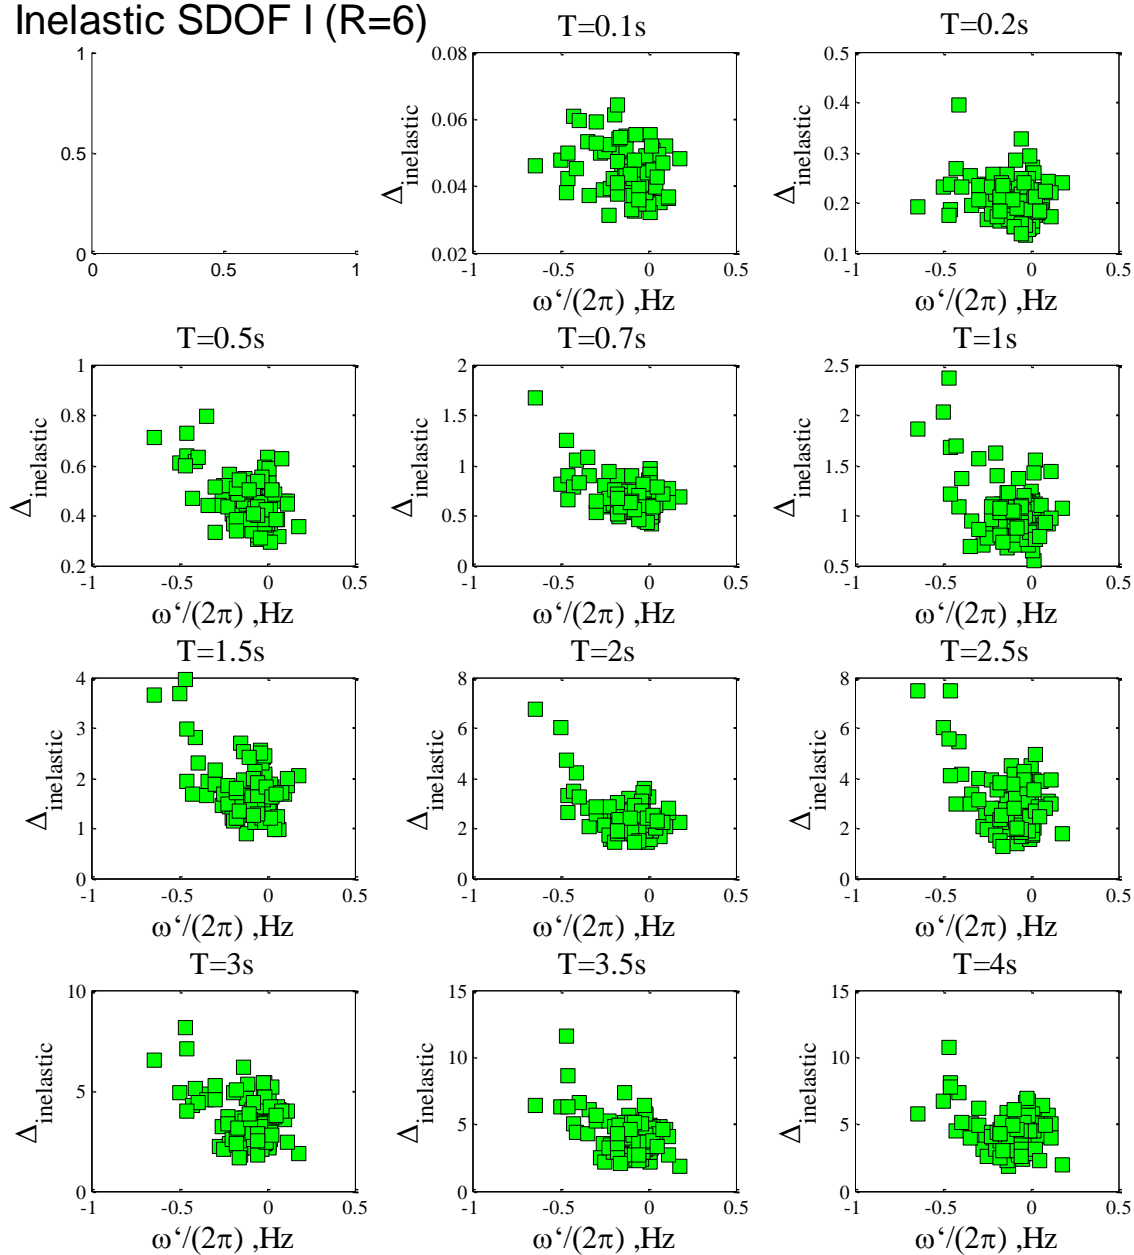 Inelastic SDOF I (R=6)
1
0.5
0
0 0.5 1
T=0.1s
0.08
0.06
0.04
0.02
Δinelastic
-1 -0.5 0 0.5
ω‘/(2π) ,Hz
T=0.2s
0.5
0.4
0.3
0.2
0.1
Δinelastic
-1 -0.5 0 0.5
ω‘/(2π) ,Hz
T=0.5s
1
0.8
0.6
0.4
0.2
Δinelastic
-1 -0.5 0 0.5
ω‘/(2π) ,Hz
T=0.7s
2
1.5
1
0.5
0
Δinelastic
-1 -0.5 0 0.5
ω‘/(2π) ,Hz
T=1s
2.5
2
1.5
1
0.5
Δinelastic
-1 -0.5 0 0.5
ω‘/(2π) ,Hz
T=1.5s
4
3
2
1
0
Δinelastic
-1 -0.5 0 0.5
ω‘/(2π) ,Hz
T=2s
8
6
4
2
0
Δinelastic
-1 -0.5 0 0.5
ω‘/(2π) ,Hz
T=2.5s
8
6
4
2
0
Δinelastic
-1 -0.5 0 0.5
ω‘/(2π) ,Hz
T=3s
10
5
0
Δinelastic
-1 -0.5 0 0.5
ω‘/(2π) ,Hz
T=3.5s
15
10
5
0
Δinelastic
-1 -0.5 0 0.5
ω‘/(2π) ,Hz
T=4s
15
10
5
0
Δinelastic
-1 -0.5 0 0.5
ω‘/(2π) ,Hz